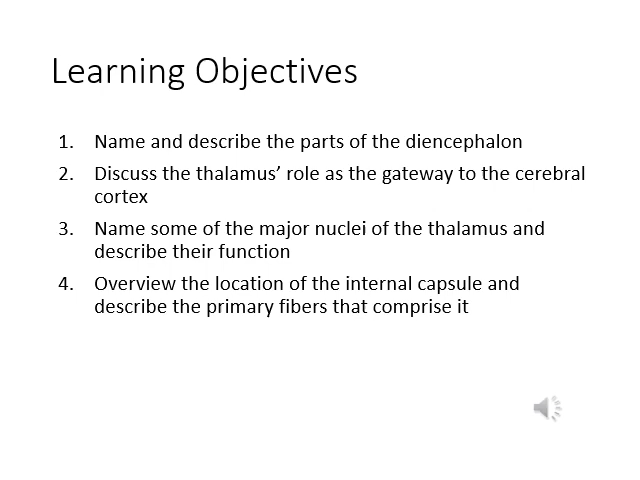 Learning Objectives
1. Name and describe the parts of the diencephalon
2. Discuss the thalamus’ role as the gateway to the cerebral
cortex
3. Name some of the major nuclei of the thalamus and
describe their function
4. Overview the location of the internal capsule and
describe the primary fibers that comprise it